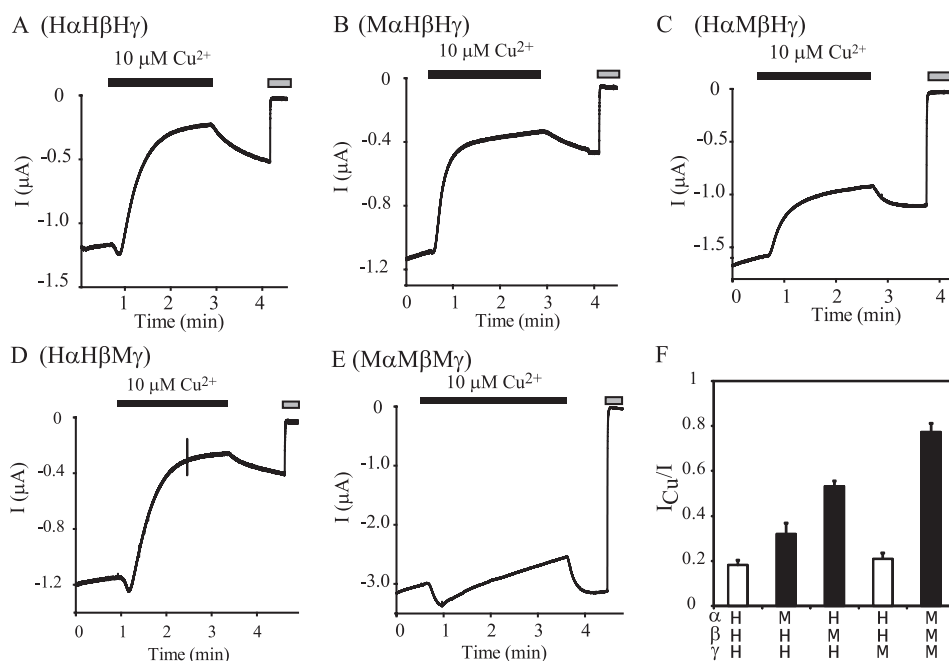 A (HαHβHγ)
10 μM Cu²⁺
0
-0.5
-1.0
-1.5
I (μA)
1 2 3 4
Time (min)
B (MαHβHγ)
10 μM Cu²⁺
0
-0.4
-0.8
-1.2
I (μA)
0 1 2 3 4
Time (min)
C (HαMβHγ)
10 μM Cu²⁺
0
-0.5
-1.0
-1.5
I (μA)
0 1 2 3 4
Time (min)
D (HαHβMγ)
10 μM Cu²⁺
0
-0.4
-0.8
-1.2
I (μA)
0 1 2 3 4
Time (min)
E (MαMβMγ)
10 μM Cu²⁺
0
-1.0
-2.0
-3.0
I (μA)
0 1 2 3 4
Time (min)
F
1
0.8
0.6
0.4
0.2
0
I_Cu/I
α H M H H M
β H H M H M
γ H H H M M